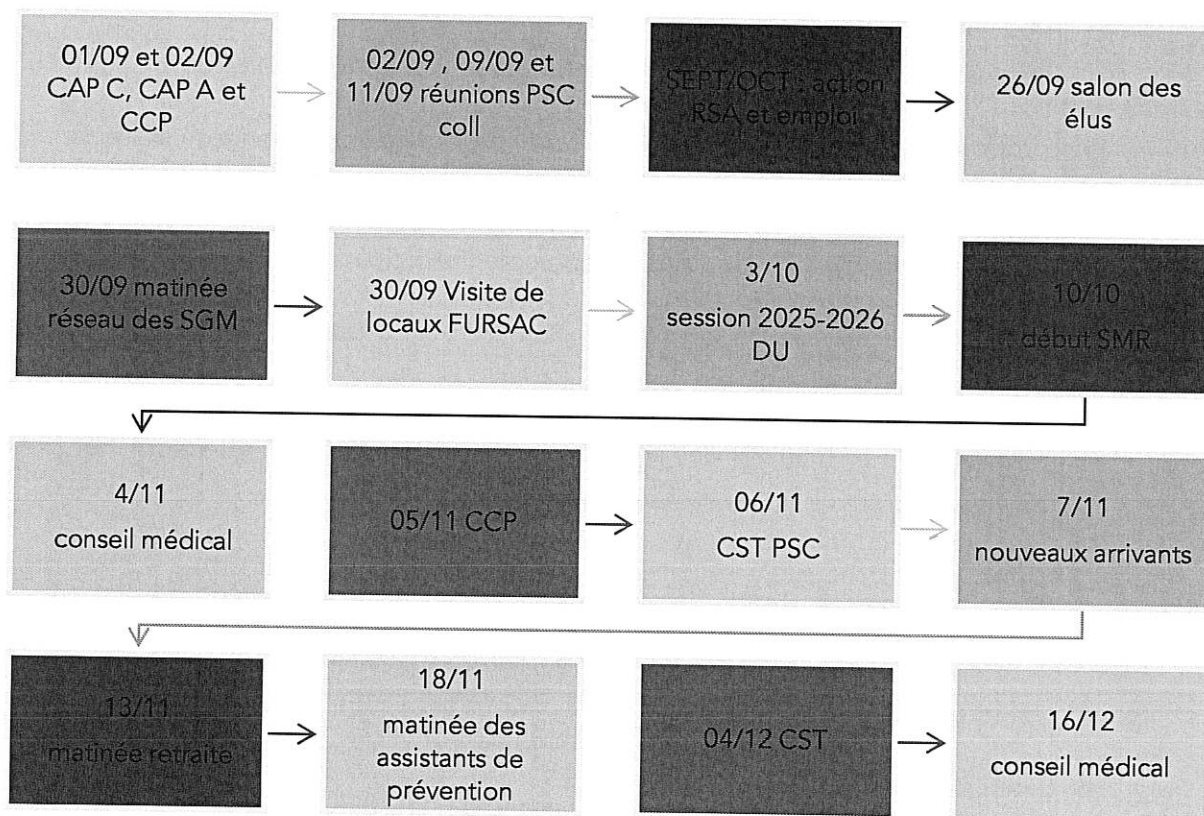 01/09 et 02/09
CAP C, CAP A et
CCP
02/09 , 09/09 et
11/09 réunions PSC
coll
SEPT/OCT : action
RSA et emploi
26/09 salon des
élus
30/09 matinée
réseau des SGM
30/09 Visite de
locaux FURSAC
3/10
session 2025-2026
DU
10/10
début SMR
4/11
conseil médical
05/11 CCP
06/11
CST PSC
7/11
nouveaux arrivants
13/11
matinée retraite
18/11
matinée des
assistants de
prévention
04/12 CST
16/12
conseil médical